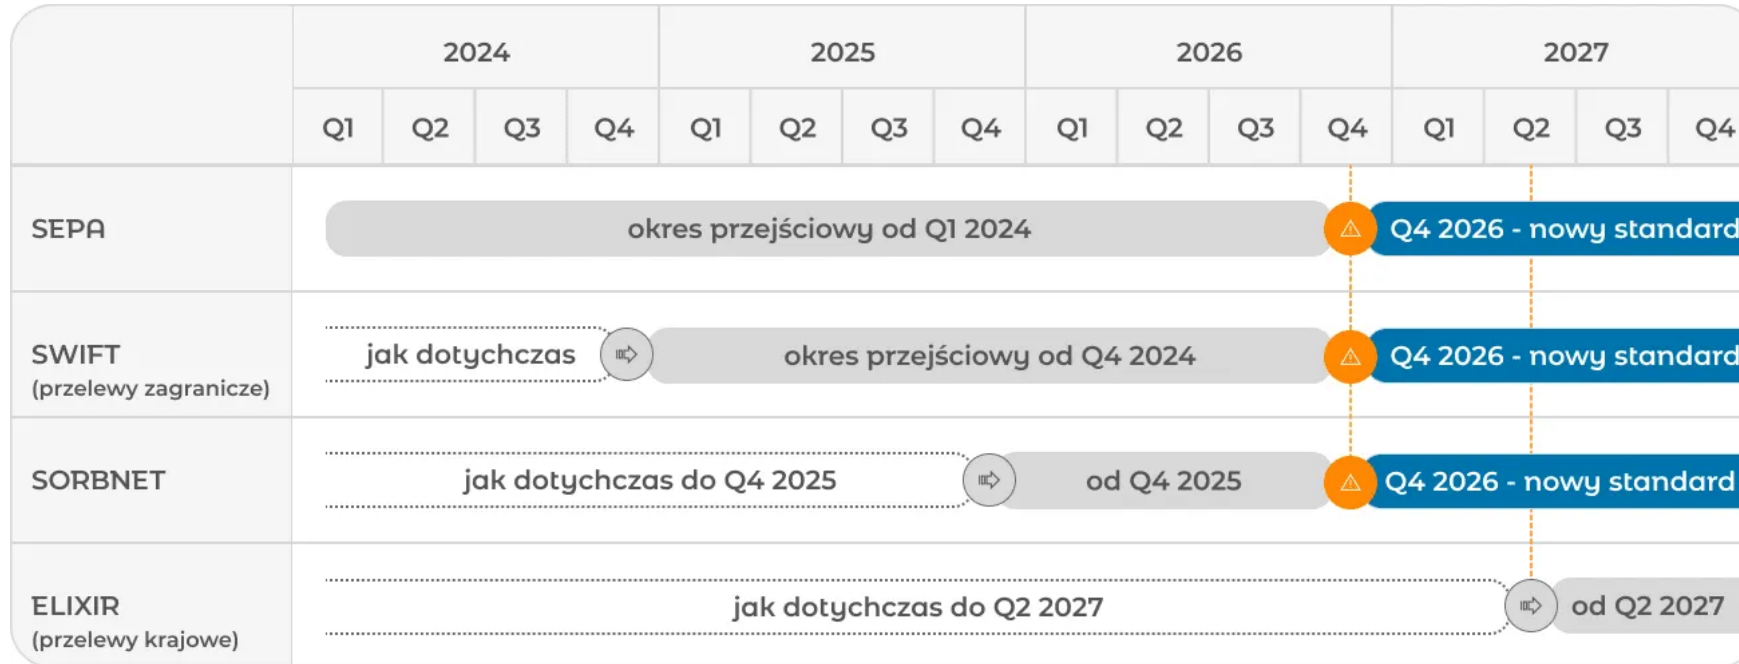 2024 2025 2026 2027
Q1 Q2 Q3 Q4 Q1 Q2 Q3 Q4 Q1 Q2 Q3 Q4 Q1 Q2 Q3 Q4
SEPA okres przejściowy od Q1 2024 Q4 2026 - nowy standard
SWIFT jak dotychczas okres przejściowy od Q4 2024 Q4 2026 - nowy standard
(przelewy zagranicze)
SORBNET jak dotychczas do Q4 2025 od Q4 2025 Q4 2026 - nowy standard
ELIXIR jak dotychczas do Q2 2027 od Q2 2027
(przelewy krajowe)